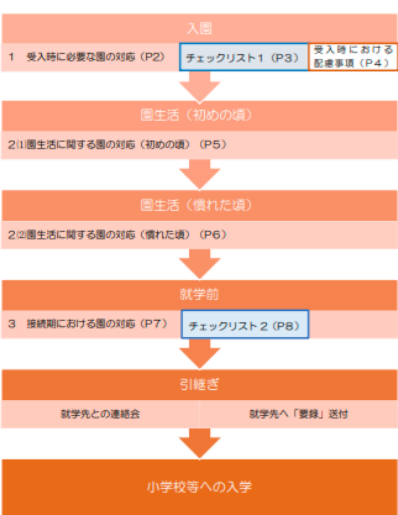 入園
1 受入時に必要な園の対応（P2）
チェックリスト1（P3）
受入時における
配慮事項（P4）
園生活（初めの頃）
2⑴園生活に関する園の対応（初めの頃）（P5）
園生活（慣れた頃）
2⑵園生活に関する園の対応（慣れた頃）（P6）
就学前
3 接続期における園の対応（P7）
チェックリスト2（P8）
引継ぎ
就学先との連絡会
就学先へ「要録」送付
小学校等への入学